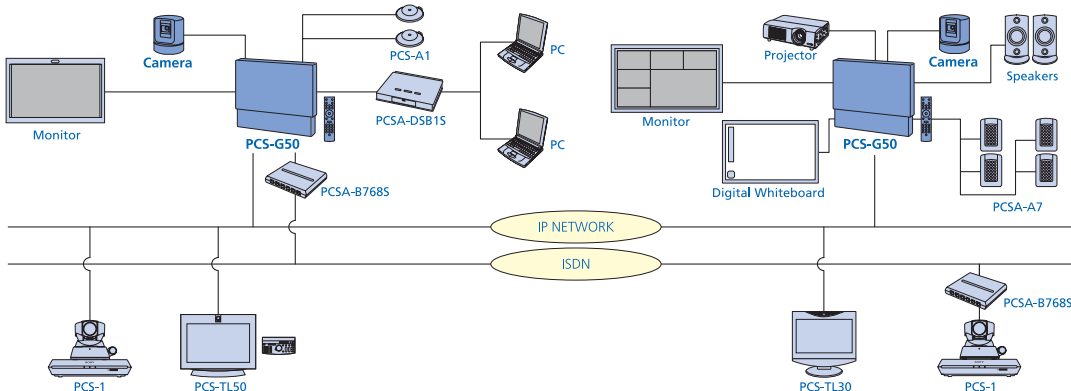 Camera
PCS-A1
PC
Monitor
PCS-G50
PCSA-DSB1S
PC
PCSA-B768S
Projector
Camera
Speakers
Monitor
PCS-G50
Digital Whiteboard
PCSA-A7
IP NETWORK
ISDN
PCSA-B768S
PCS-1
PCS-TL50
PCS-TL30
PCS-1